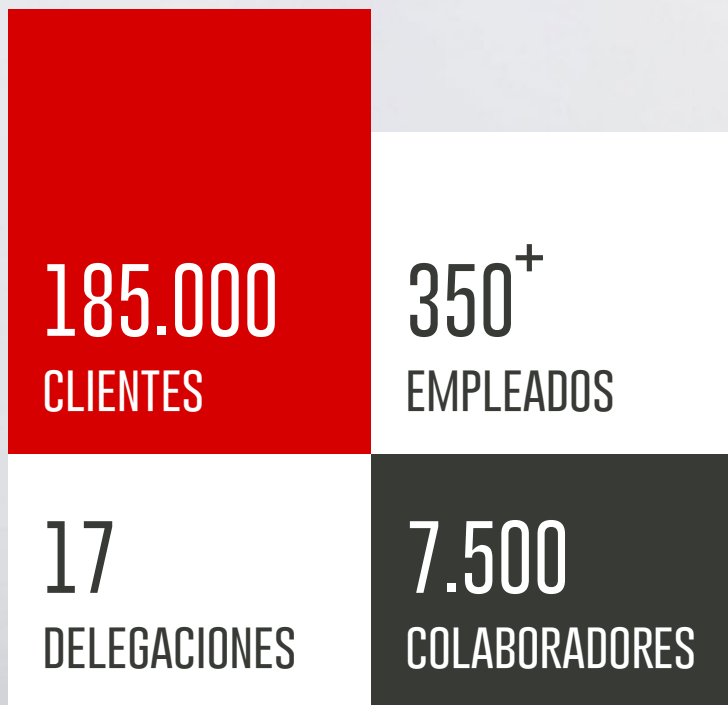 185.000
CLIENTES
350+
EMPLEADOS
17
DELEGACIONES
7.500
COLABORADORES